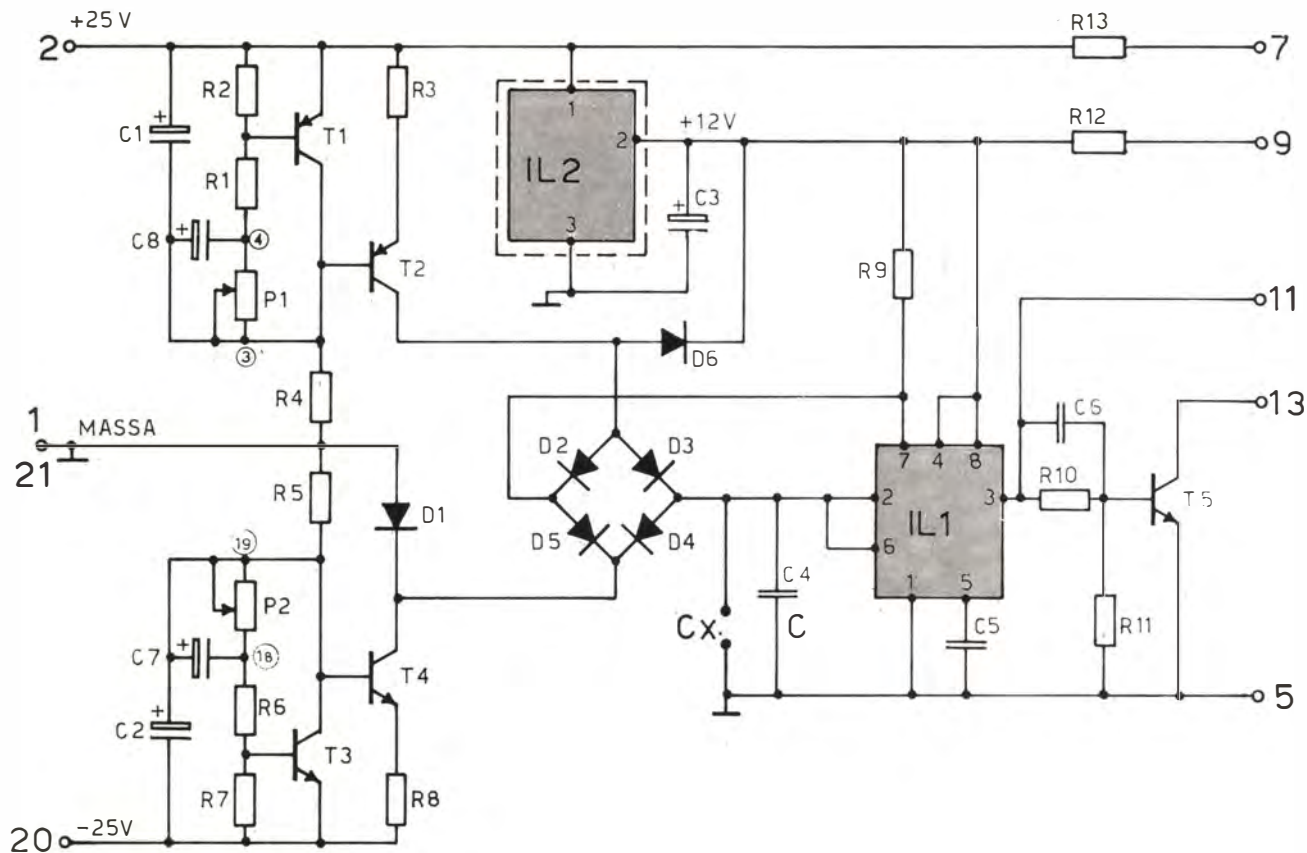 +25V
2
R13
7
R2
R3
C1
+
T1
1
+12V
2
R12
9
IL2
R1
C3
+
3
C8
+
4
T2
R9
P1
11
3
D6
R4
13
1
MASSA
21
C6
D2
D3
7
4
8
R5
R10
T5
2
3
D1
IL1
D5
D4
6
19
1
5
C4
P2
Cx
C
C5
R11
C7
+
18
T4
5
R6
C2
+
T3
R7
R8
20
-25V